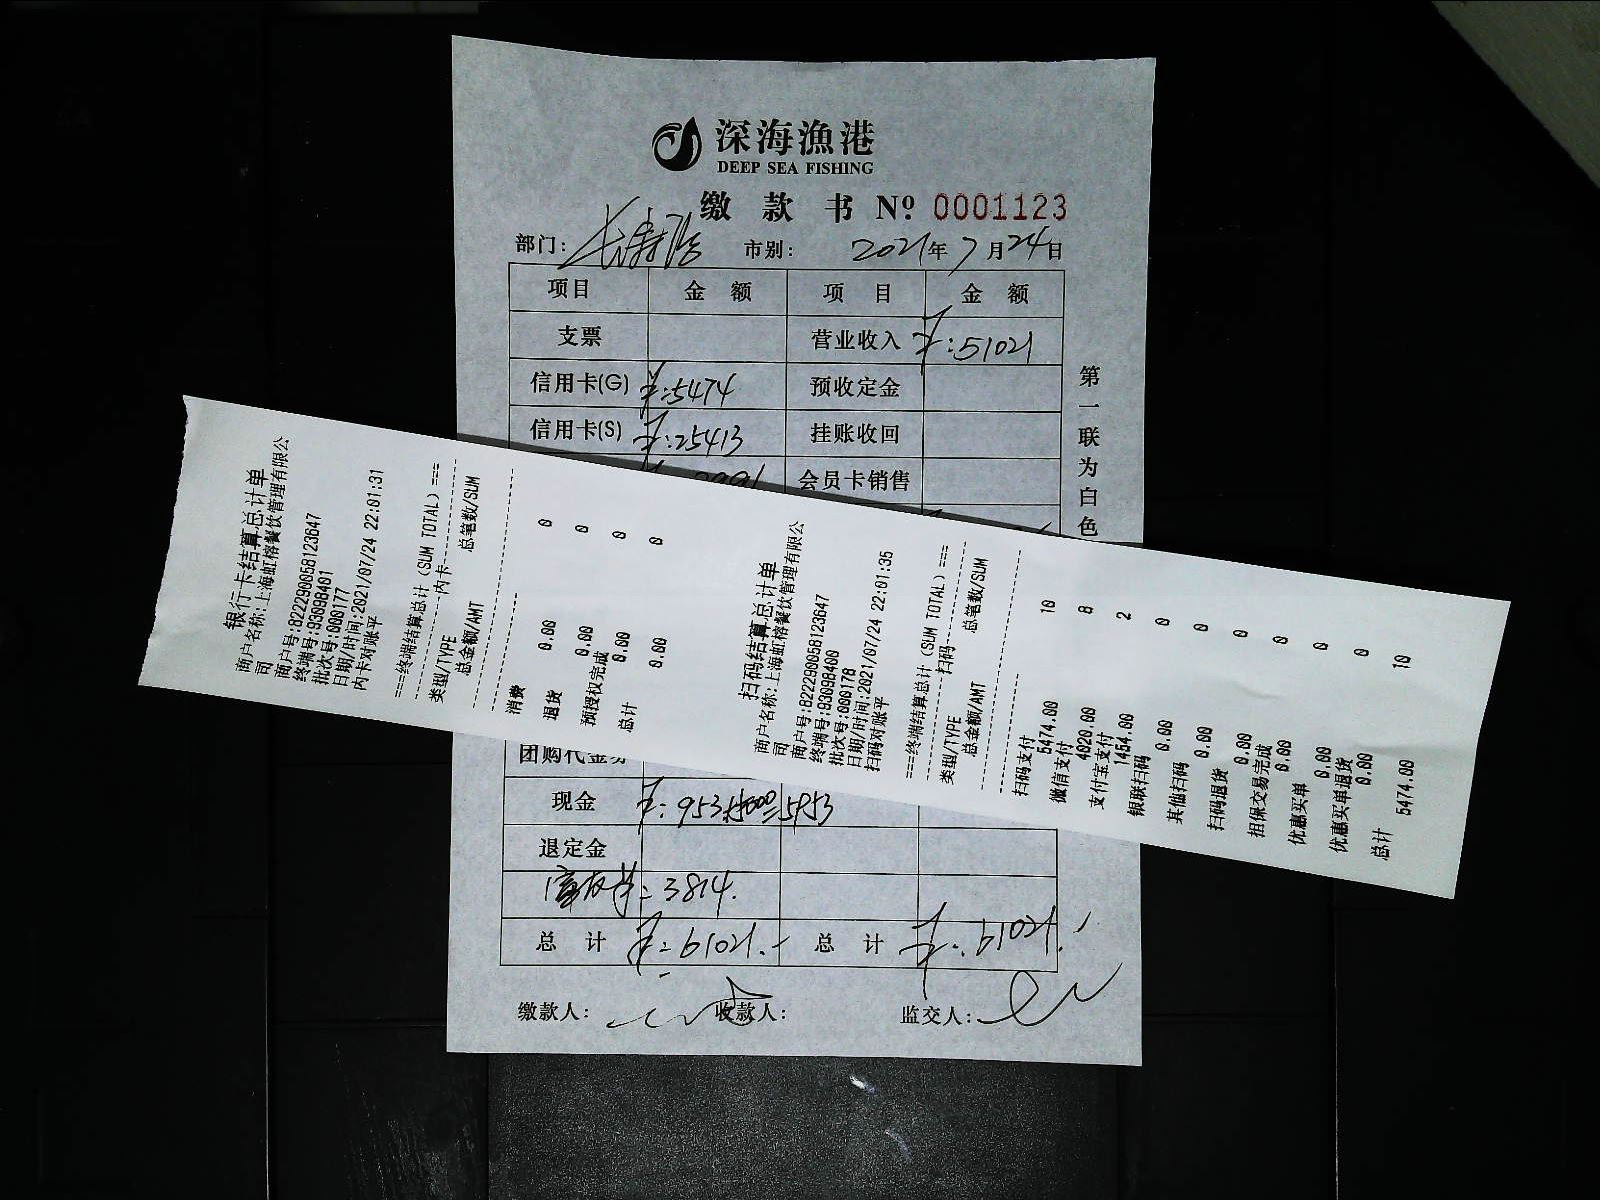 深海渔港
DEEP SEA FISHING
缴款书 Nº 0001123
部门： 市别： 2021年7月24日
项目 金额 项目 金额
支票 营业收入 ¥:51021
信用卡(G) ¥:5474 预收定金
信用卡(S) ¥:25413 挂账收回
会员卡销售
团购代金
现金 ¥:953+5000=5953
退定金
:3814.
总计 ¥:61021.- 总计 ¥:61021.
缴款人： 收款人： 监交人：
第一联为白色
银行卡结算总计单
商户名称:上海虹榕餐饮管理有限公
司
商户号:822290058123647
终端号:93098401
批次号:000177
日期/时间:2021/07/24 22:01:31
内卡对账平
===终端结算总计(SUM TOTAL)===
内卡
类型/TYPE 总笔数/SUM
总金额/AMT
消费 0
0.00
退货 0
0.00
预授权完成 0
0.00
总计 0
0.00
扫码结算总计单
商户名称:上海虹榕餐饮管理有限公
司
商户号:822290058123647
终端号:93098400
批次号:000178
日期/时间:2021/07/24 22:01:35
扫码对账平
===终端结算总计(SUM TOTAL)===
扫码
类型/TYPE 总笔数/SUM
总金额/AMT
扫码支付 10
5474.00
微信支付 8
4020.00
支付宝支付 2
1454.00
银联扫码 0
0.00
其他扫码 0
0.00
扫码退货 0
0.00
担保交易完成 0
0.00
优惠买单 0
0.00
优惠买单退货 0
0.00
总计 10
5474.00